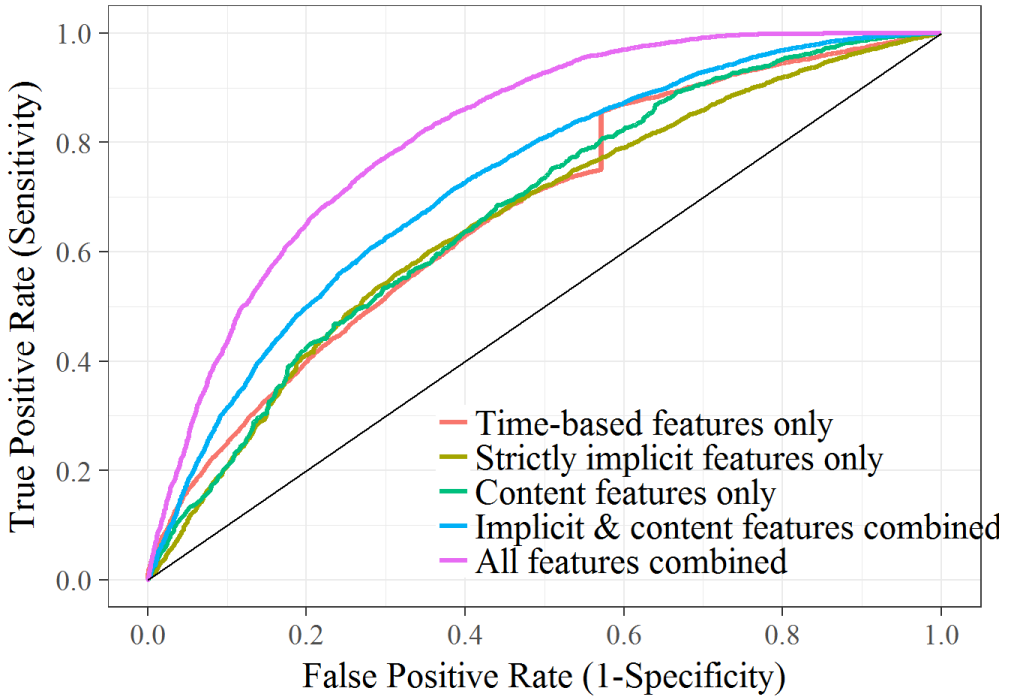 True Positive Rate (Sensitivity)
1.0
0.8
0.6
0.4
0.2
0.0
Time-based features only
Strictly implicit features only
Content features only
Implicit & content features combined
All features combined
0.0 0.2 0.4 0.6 0.8 1.0
False Positive Rate (1-Specificity)